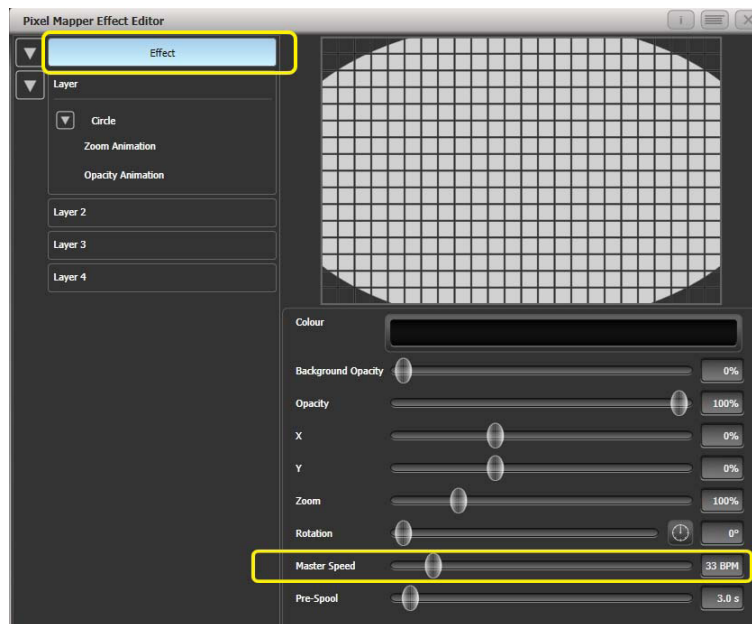 Pixel Mapper Effect Editor
Effect
Layer
Circle
Zoom Animation
Opacity Animation
Layer 2
Layer 3
Layer 4
Colour
Background Opacity 0%
Opacity 100%
X 0%
Y 0%
Zoom 100%
Rotation 0°
Master Speed 33 BPM
Pre-Spool 3.0 s